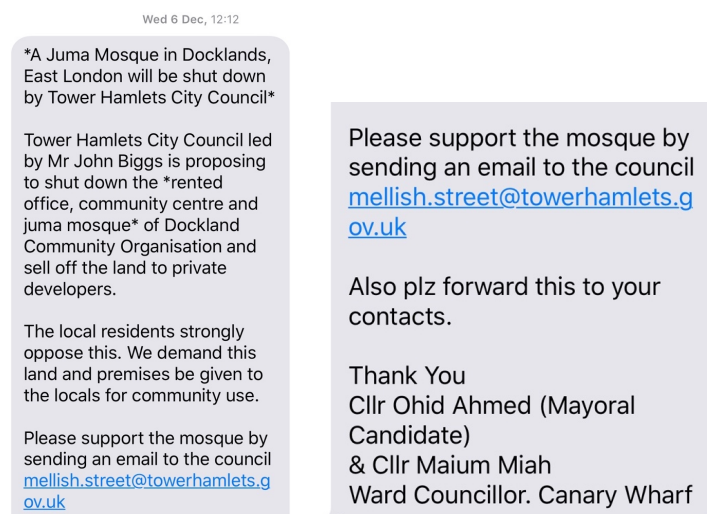 Wed 6 Dec, 12:12
*A Juma Mosque in Docklands,
East London will be shut down
by Tower Hamlets City Council*
Tower Hamlets City Council led
by Mr John Biggs is proposing
to shut down the *rented
office, community centre and
juma mosque* of Dockland
Community Organisation and
sell off the land to private
developers.
The local residents strongly
oppose this. We demand this
land and premises be given to
the locals for community use.
Please support the mosque by
sending an email to the council
mellish.street@towerhamlets.g
ov.uk
Please support the mosque by
sending an email to the council
mellish.street@towerhamlets.g
ov.uk
Also plz forward this to your
contacts.
Thank You
Cllr Ohid Ahmed (Mayoral
Candidate)
& Cllr Maium Miah
Ward Councillor. Canary Wharf